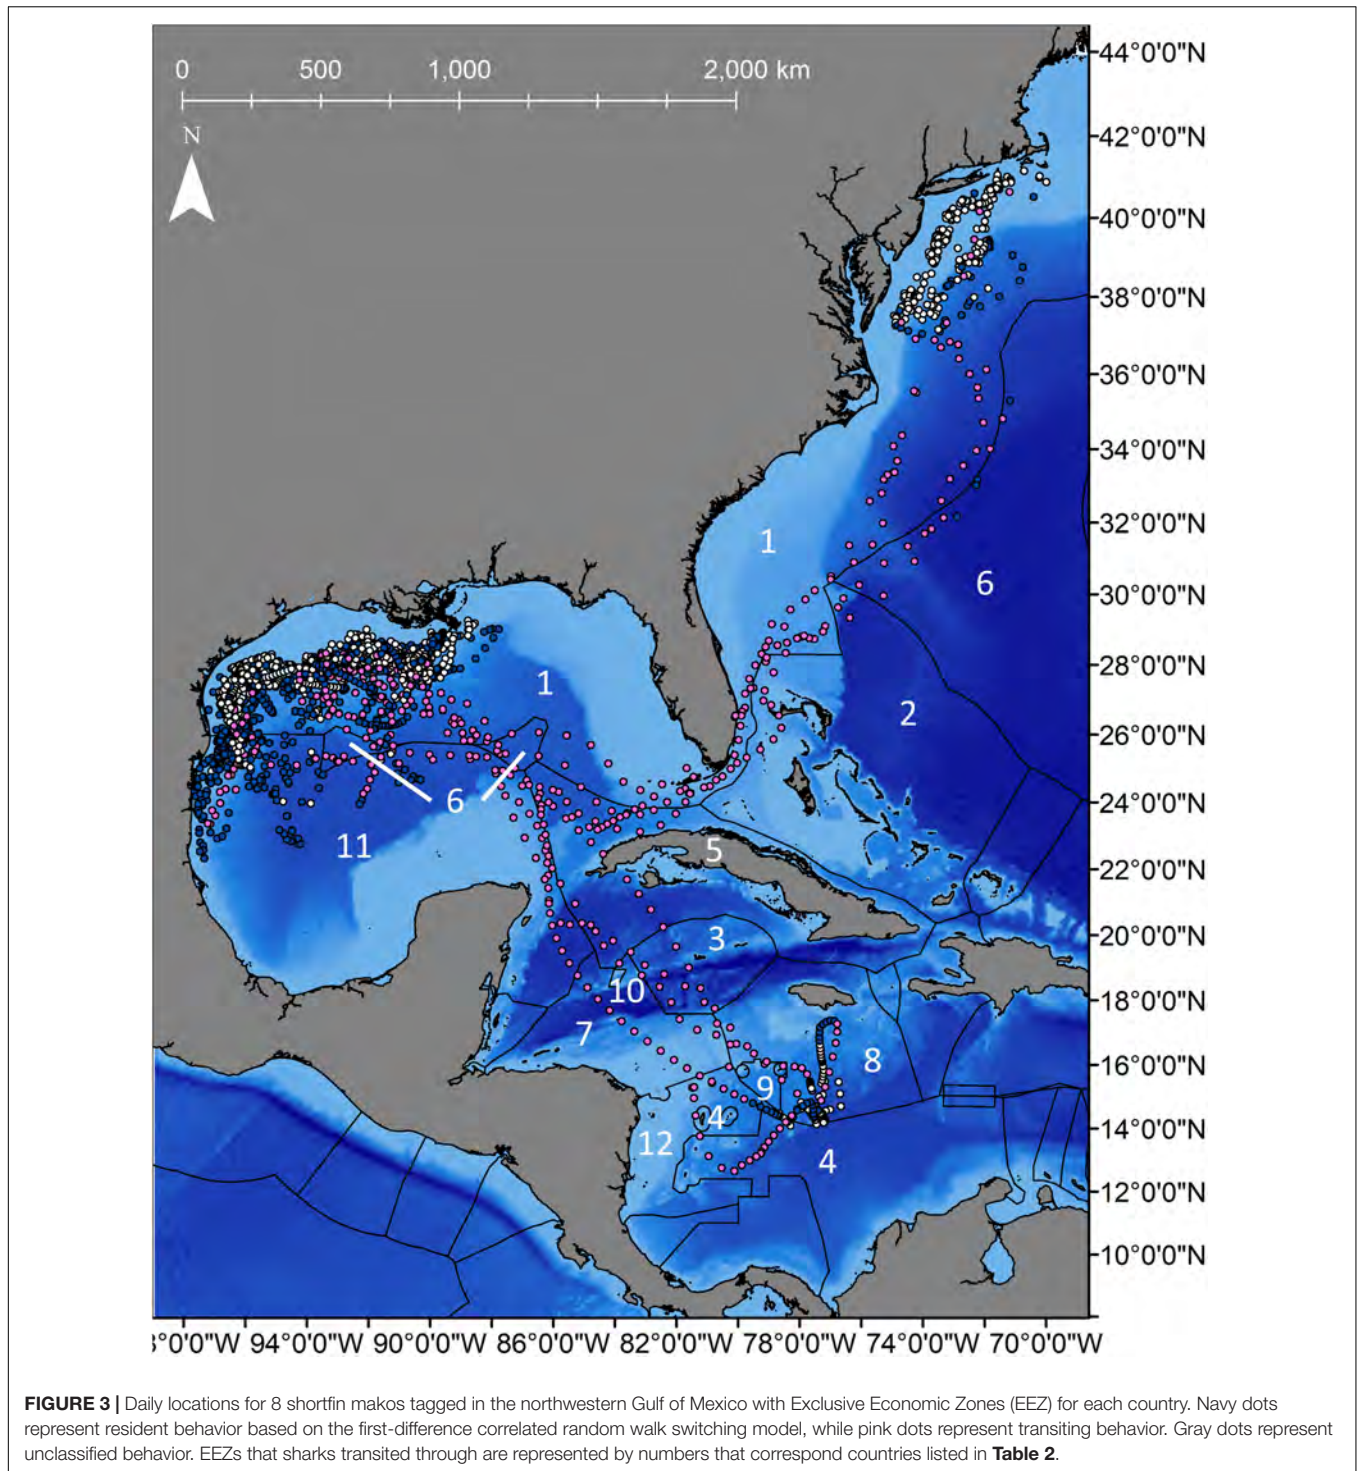 0 500 1,000 2,000 km
N
44°0'0"N
42°0'0"N
40°0'0"N
38°0'0"N
36°0'0"N
34°0'0"N
32°0'0"N
1
6
30°0'0"N
28°0'0"N
1
2
26°0'0"N
6
24°0'0"N
11
5
22°0'0"N
3
20°0'0"N
10
18°0'0"N
7
8
16°0'0"N
9
4
14°0'0"N
12
4
12°0'0"N
10°0'0"N
°0'0"W 94°0'0"W 90°0'0"W 86°0'0"W 82°0'0"W 78°0'0"W 74°0'0"W 70°0'0"W
FIGURE 3 | Daily locations for 8 shortfin makos tagged in the northwestern Gulf of Mexico with Exclusive Economic Zones (EEZ) for each country. Navy dots
represent resident behavior based on the first-difference correlated random walk switching model, while pink dots represent transiting behavior. Gray dots represent
unclassified behavior. EEZs that sharks transited through are represented by numbers that correspond countries listed in Table 2.